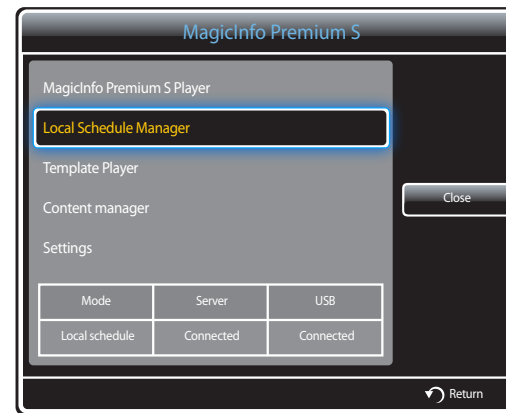 MagicInfo Premium S
MagicInfo Premium S Player
Local Schedule Manager
Template Player
Content manager
Settings
Close
Mode Server USB
Local schedule Connected Connected
Return